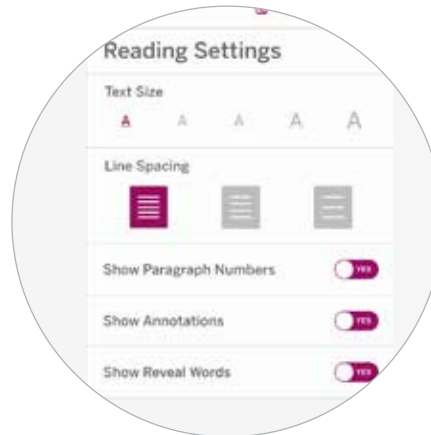 Reading Settings
Text Size
A A A A A
Line Spacing
Show Paragraph Numbers YES
Show Annotations YES
Show Reveal Words YES